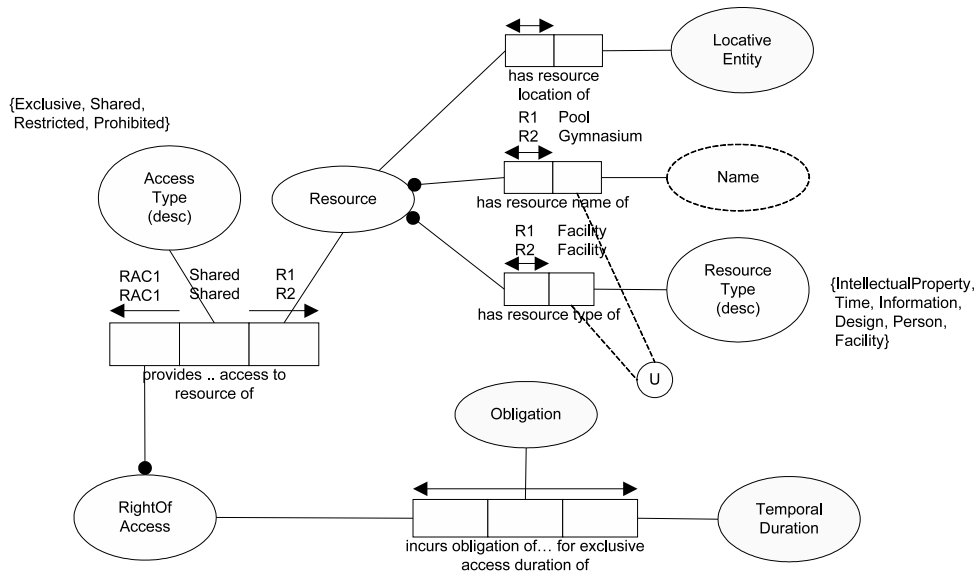 Locative
Entity
has resource
location of
{Exclusive, Shared,
Restricted, Prohibited}
R1 Pool
R2 Gymnasium
Access
Type
(desc)
Resource
Name
has resource name of
R1 Facility
R2 Facility
Resource
Type
(desc)
{IntellectualProperty,
Time, Information,
Design, Person,
Facility}
RAC1 Shared R1
RAC1 Shared R2
has resource type of
provides .. access to
resource of
U
Obligation
RightOf
Access
Temporal
Duration
incurs obligation of... for exclusive
access duration of